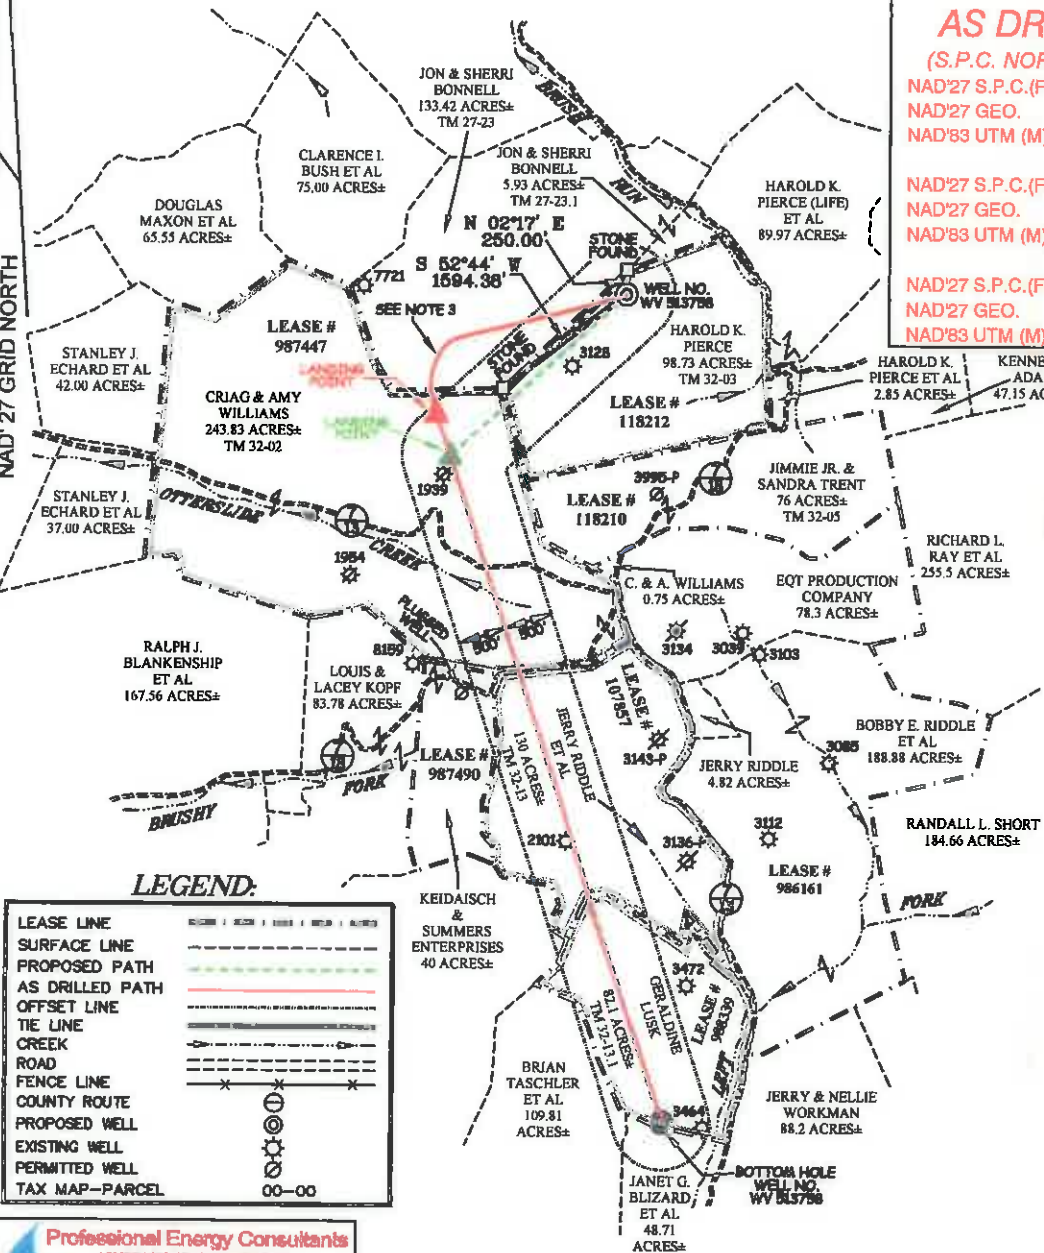 AS DR
(S.P.C. NOR
NAD'27 S.P.C.(F
NAD'27 GEO.
NAD'83 UTM (M)
NAD'27 S.P.C.(F
NAD'27 GEO.
NAD'83 UTM (M)
NAD'27 S.P.C.(F
NAD'27 GEO.
NAD'83 UTM (M)
NAD' 27 GRID NORTH
JON & SHERRI
BONNELL
133.42 ACRES±
TM 27-23
BRUSH
RUN
CLARENCE I.
BUSH ET AL
75.00 ACRES±
JON & SHERRI
BONNELL
5.93 ACRES±
TM 27-23.1
DOUGLAS
MAXON ET AL
65.55 ACRES±
HAROLD K.
PIERCE (LIFE)
ET AL
89.97 ACRES±
N 02°17' E
250.00'
S 52°44' W
1594.36'
STONE
FOUND
WELL NO.
WV 513758
7721
SEE NOTE 3
LEASE #
987447
STONE
FOUND
3128
HAROLD K.
PIERCE
98.73 ACRES±
TM 32-03
STANLEY J.
ECHARD ET AL
42.00 ACRES±
LANDING
POINT
HAROLD K.
PIERCE ET AL
2.85 ACRES±
KENNE
ADA
47.15 AC
CRIAG & AMY
WILLIAMS
243.83 ACRES±
TM 32-02
LEASE #
118212
LANDING
POINT
1939
LEASE #
118210
3995-P
JIMMIE JR. &
SANDRA TRENT
76 ACRES±
TM 32-05
STANLEY J.
ECHARD ET AL
37.00 ACRES±
OTTERSLIDE
CREEK
1954
RICHARD L.
RAY ET AL
255.5 ACRES±
C. & A. WILLIAMS
0.75 ACRES±
EQT PRODUCTION
COMPANY
78.3 ACRES±
PLUGGED
WELL
500'
500'
3134
3039
3103
RALPH J.
BLANKENSHIP
ET AL
167.56 ACRES±
8159
LOUIS &
LACEY KOPF
83.78 ACRES±
LEASE #
107857
3143-P
JERRY RIDDLE
ET AL
130 ACRES±
TM 32-13
JERRY RIDDLE
4.82 ACRES±
BOBBY E. RIDDLE
ET AL
188.88 ACRES±
3085
LEASE #
987490
BRUSHY
FORK
2101
3136-P
3112
LEASE #
986161
RANDALL L. SHORT
184.66 ACRES±
KEIDAISCH
&
SUMMERS
ENTERPRISES
40 ACRES±
FORK
3472
GERALDINE
LUSK
82.1 ACRES±
TM 32-13.1
LEASE #
988339
LEFT
BRIAN
TASCHLER
ET AL
109.81
ACRES±
3464
JERRY & NELLIE
WORKMAN
88.2 ACRES±
JANET G.
BLIZARD
ET AL
48.71
ACRES±
BOTTOM HOLE
WELL NO.
WV 513758
LEGEND:
LEASE LINE
SURFACE LINE
PROPOSED PATH
AS DRILLED PATH
OFFSET LINE
TIE LINE
CREEK
ROAD
FENCE LINE
COUNTY ROUTE
PROPOSED WELL
EXISTING WELL
PERMITTED WELL
TAX MAP-PARCEL 00-00
Professional Energy Consultants